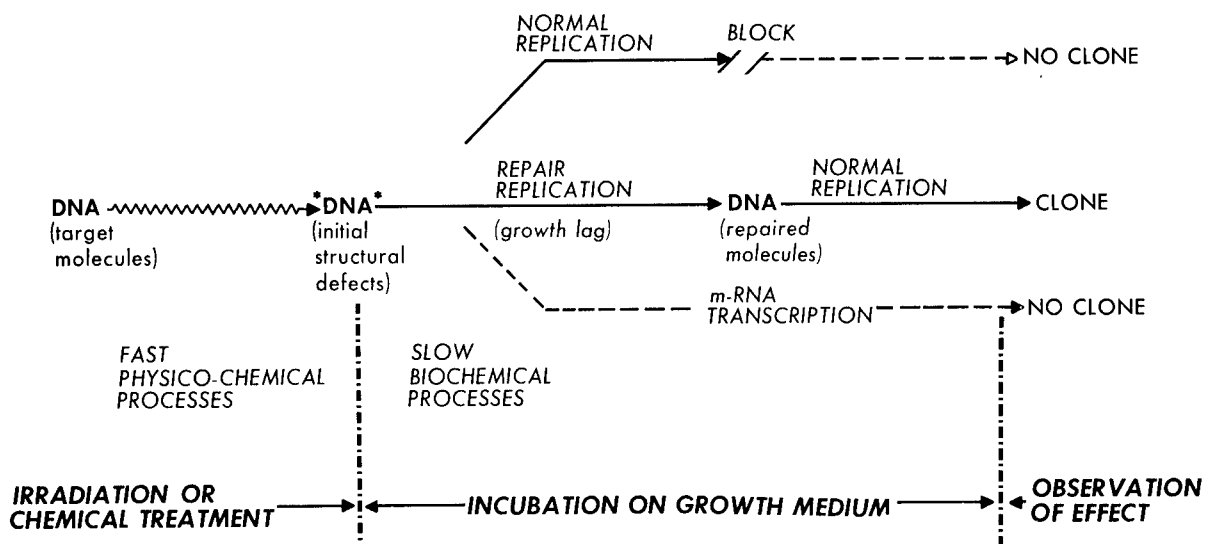 NORMAL
REPLICATION
BLOCK
NO CLONE
REPAIR
REPLICATION
NORMAL
REPLICATION
DNA
*DNA*
DNA
CLONE
(target
molecules)
(initial
structural
defects)
(growth lag)
(repaired
molecules)
m-RNA
TRANSCRIPTION
NO CLONE
FAST
PHYSICO-CHEMICAL
PROCESSES
SLOW
BIOCHEMICAL
PROCESSES
IRRADIATION OR
CHEMICAL TREATMENT
INCUBATION ON GROWTH MEDIUM
OBSERVATION
OF EFFECT